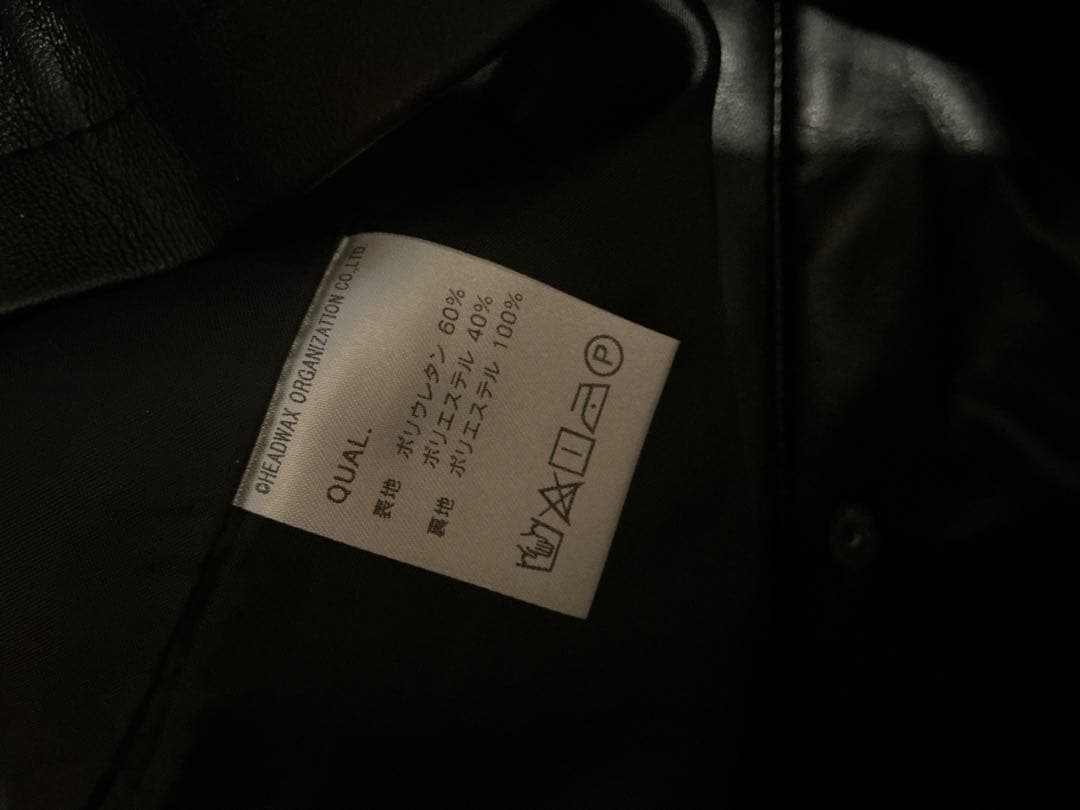 ©HEADWAX ORGANIZATION CO.,LTD.
QUAL.
表地 ポリウレタン 60%
ポリエステル 40%
裏地 ポリエステル 100%
P